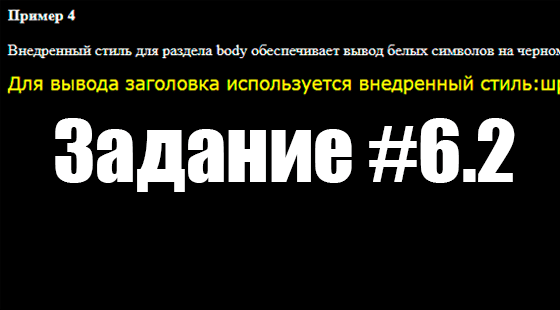 Пример 4
Внедренный стиль для раздела body обеспечивает вывод белых символов на черном
Для вывода заголовка используется внедренный стиль:шр
Задание #6.2